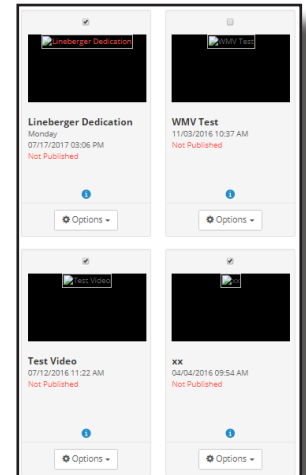 Lineberger Dedication
WMV Test
Lineberger Dedication
Monday
07/17/2017 03:06 PM
Not Published
WMV Test
11/03/2016 10:37 AM
Not Published
Options
Options
Test Video
xx
Test Video
07/12/2016 11:22 AM
Not Published
xx
04/04/2016 09:54 AM
Not Published
Options
Options